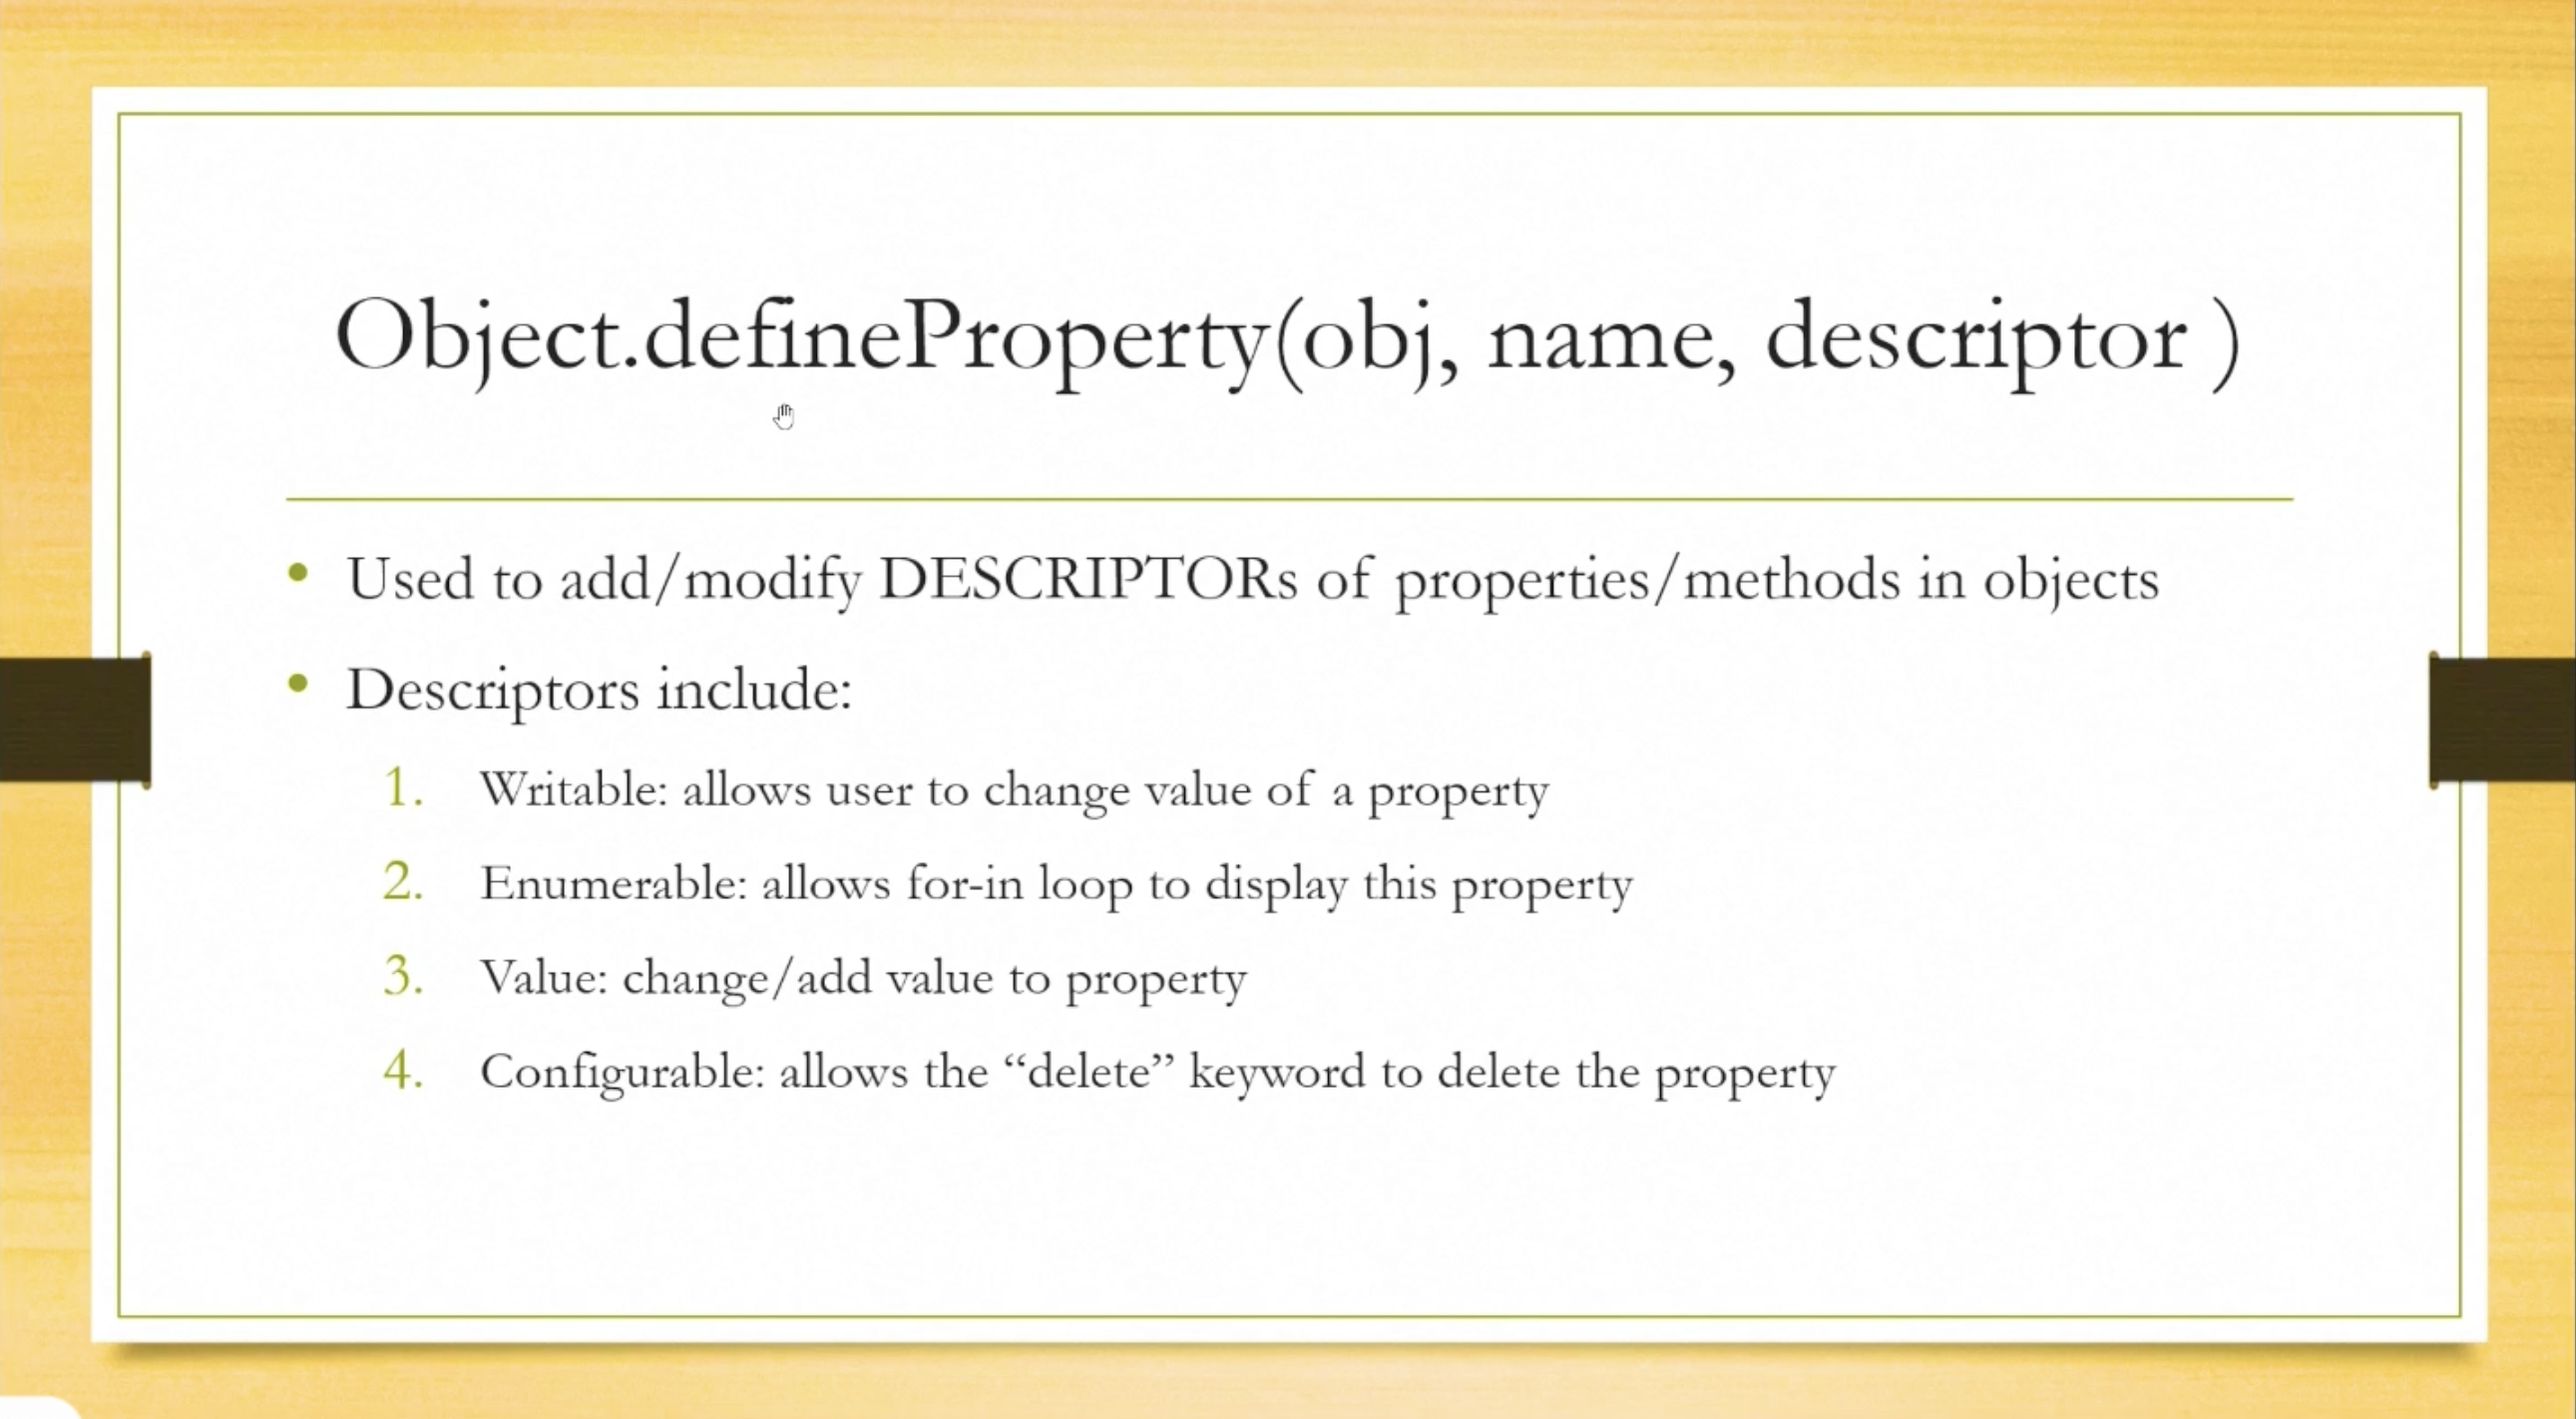 Object.defineProperty(obj, name, descriptor )
• Used to add/modify DESCRIPTORs of properties/methods in objects
• Descriptors include:
1. Writable: allows user to change value of a property
2. Enumerable: allows for-in loop to display this property
3. Value: change/add value to property
4. Configurable: allows the “delete” keyword to delete the property